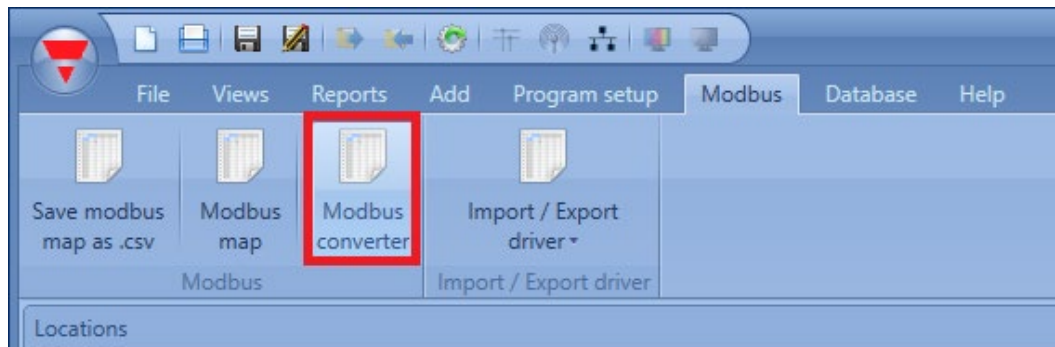 File Views Reports Add Program setup Modbus Database Help
Save modbus map as .csv
Modbus map
Modbus converter
Import / Export driver
Modbus
Import / Export driver
Locations